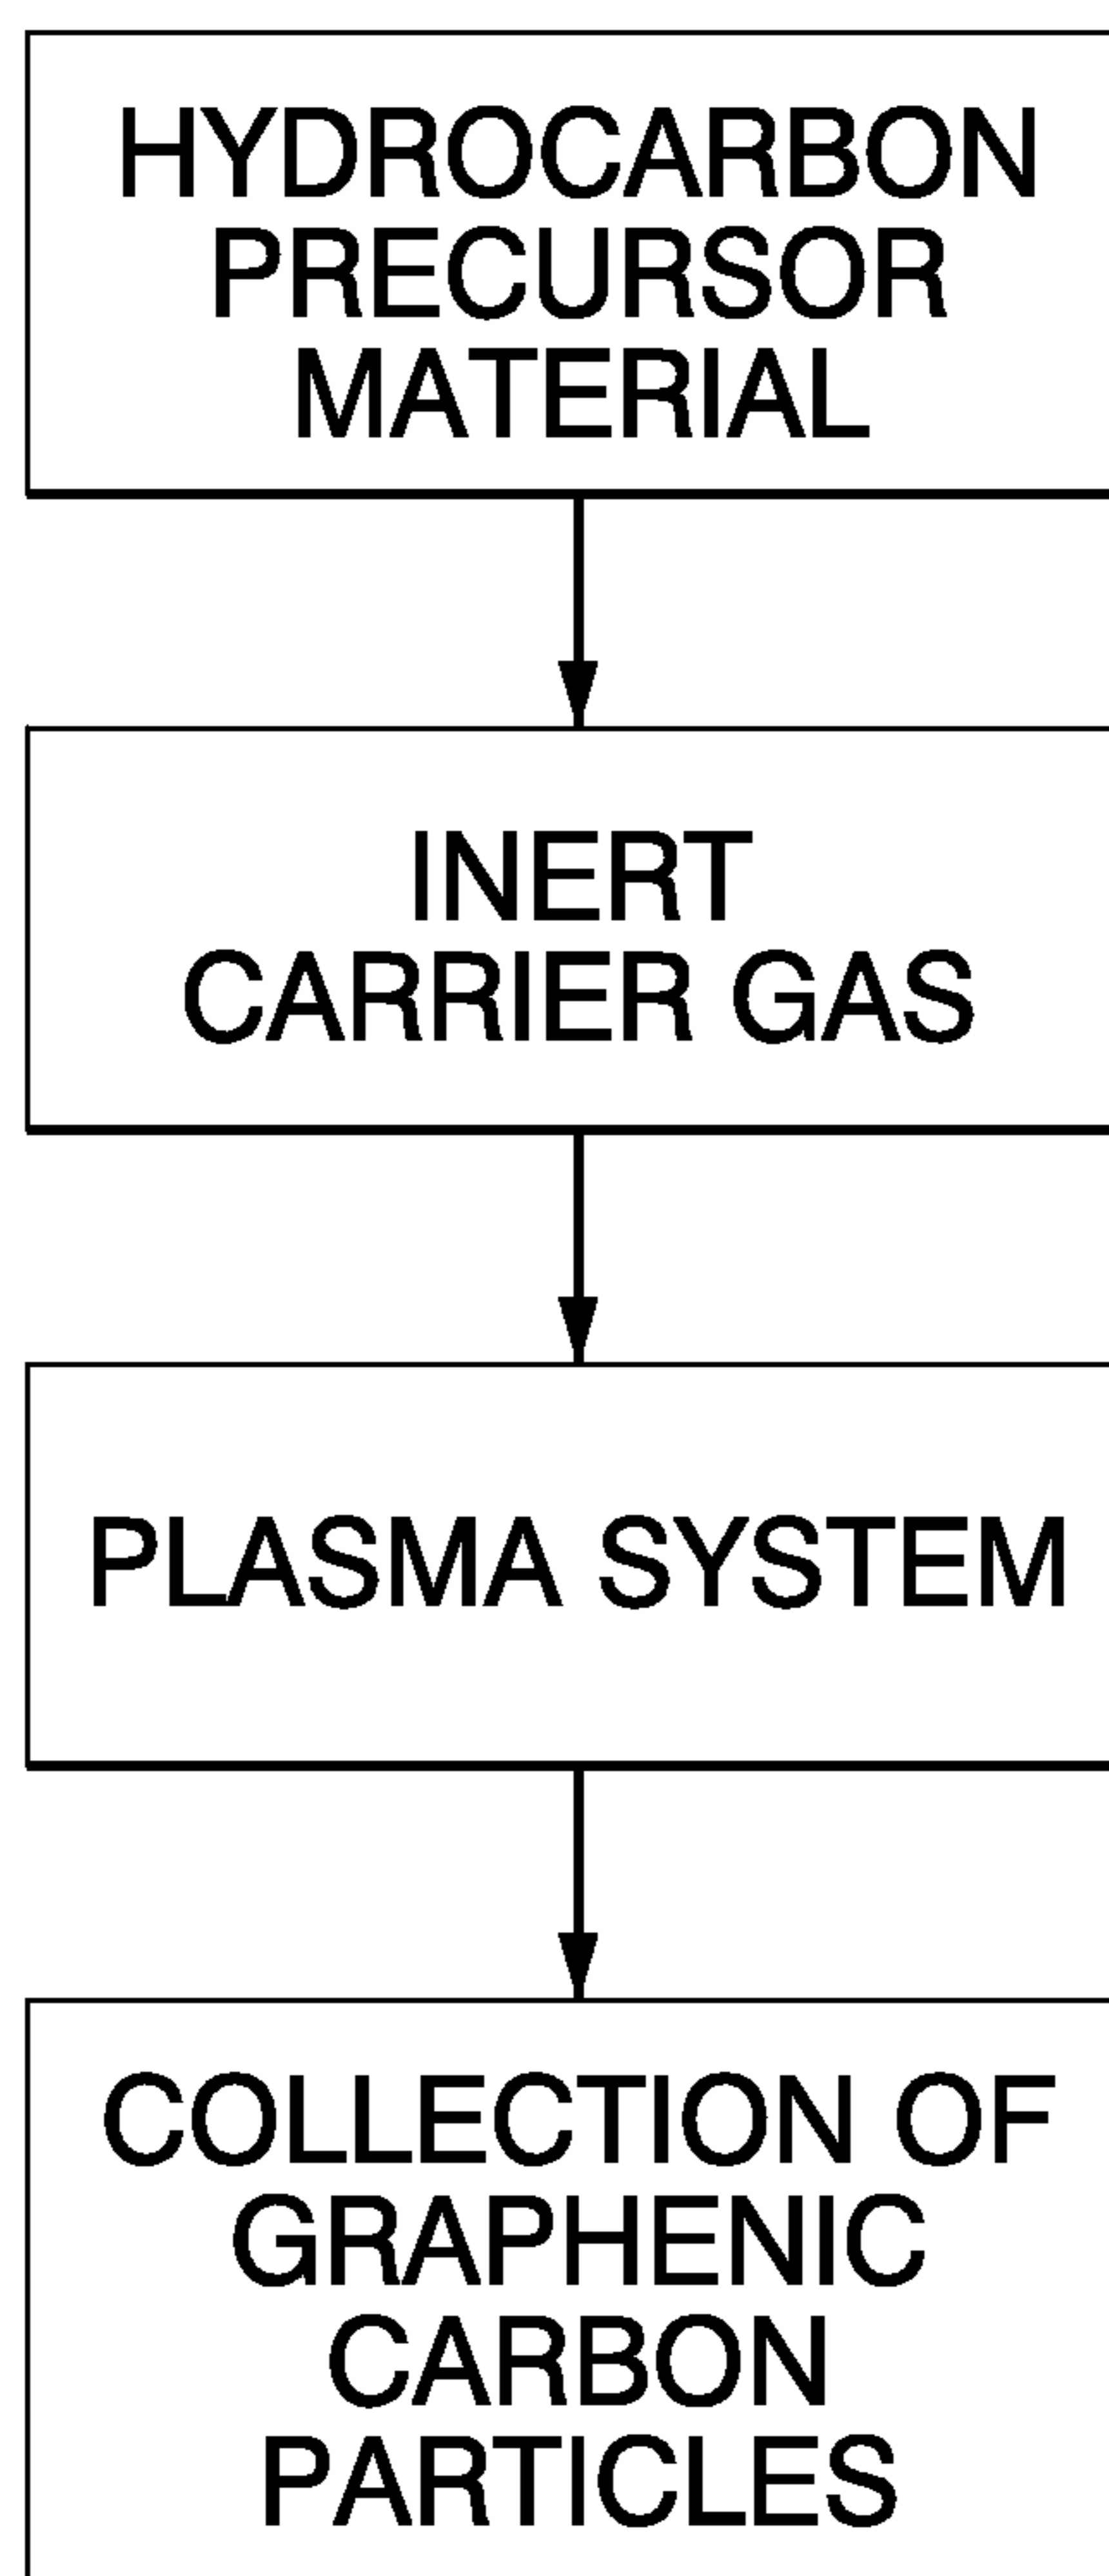 HYDROCARBON
PRECURSOR
MATERIAL
INERT
CARRIER GAS
PLASMA SYSTEM
COLLECTION OF
GRAPHENIC
CARBON
PARTICLES